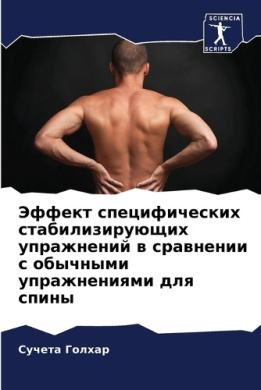 SCIENCIA
SCRIPTS
Эффект специфических
стабилизирующих
упражнений в сравнении
с обычными
упражнениями для
спины
Сучета Голхар